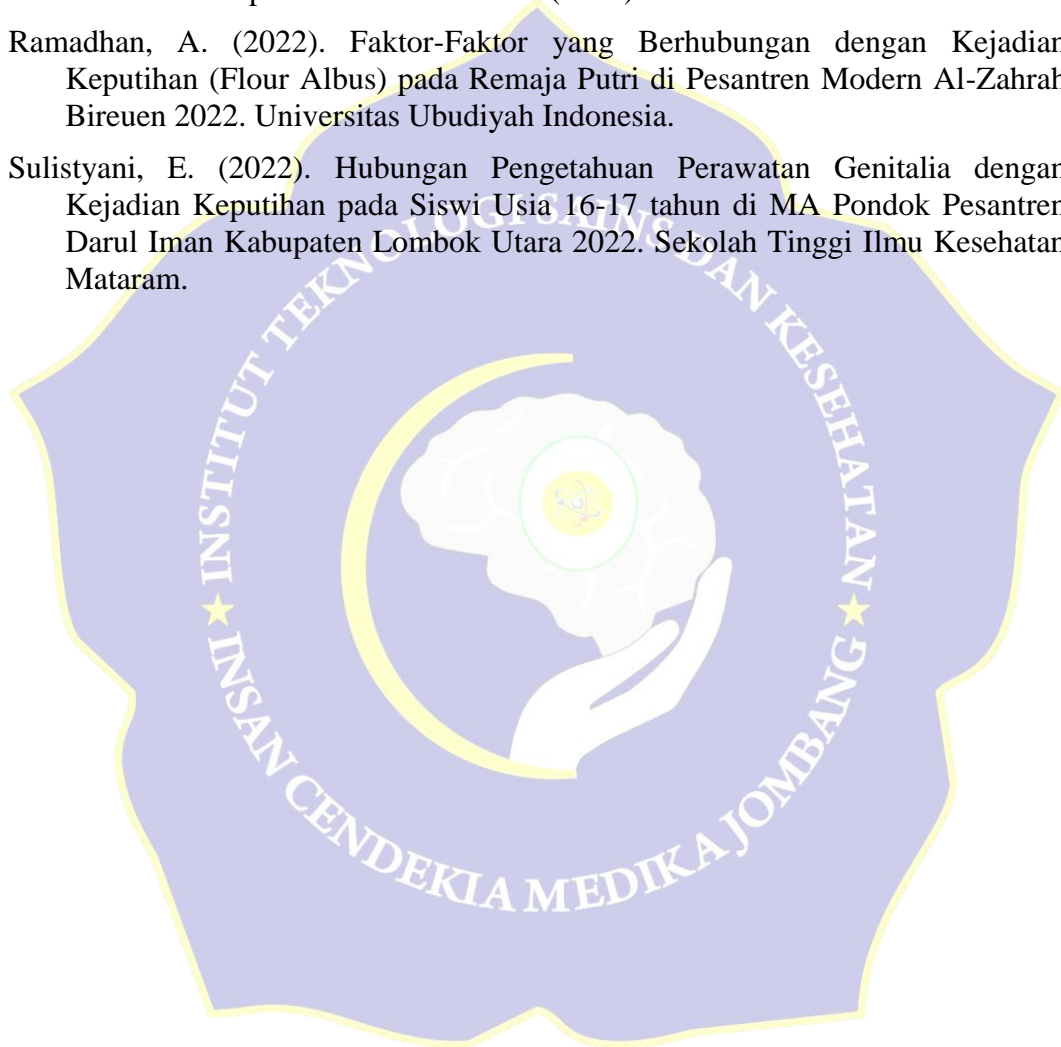 Ramadhan, A. (2022). Faktor-Faktor yang Berhubungan dengan Kejadian
Keputihan (Flour Albus) pada Remaja Putri di Pesantren Modern Al-Zahrah
Bireuen 2022. Universitas Ubudiyah Indonesia.
Sulistyani, E. (2022). Hubungan Pengetahuan Perawatan Genitalia dengan
Kejadian Keputihan pada Siswi Usia 16-17 tahun di MA Pondok Pesantren
Darul Iman Kabupaten Lombok Utara 2022. Sekolah Tinggi Ilmu Kesehatan
Mataram.
INSTITUT TEKNOLOGI SAINS DAN KESEHATAN
INSAN CENDEKIA MEDIKA JOMBANG